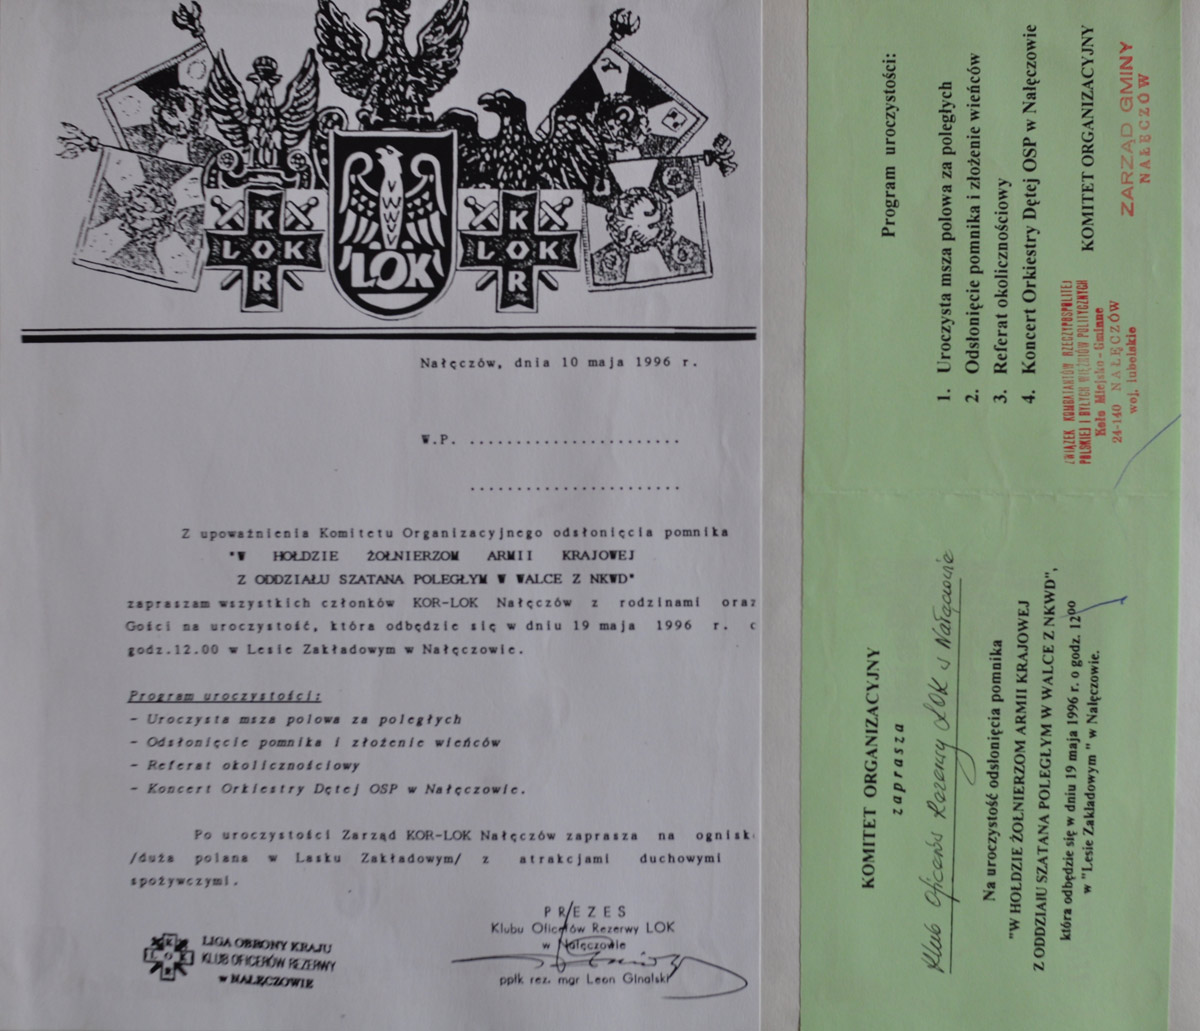 K
LOK
R
LOK
K
LOK
R
Nałęczów, dnia 10 maja 1996 r.
W.P. ......................
......................
Z upoważnienia Komitetu Organizacyjnego odsłonięcia pomnika
"W HOŁDZIE ŻOŁNIERZOM ARMII KRAJOWEJ
Z ODDZIAŁU SZATANA POLEGŁYM W WALCE Z NKWD"
zapraszam wszystkich członków KOR-LOK Nałęczów z rodzinami oraz
Gości na uroczystość, która odbędzie się w dniu 19 maja 1996 r. o
godz.12.00 w Lesie Zakładowym w Nałęczowie.
Program uroczystości:
- Uroczysta msza polowa za poległych
- Odsłonięcie pomnika i złożenie wieńców
- Referat okolicznościowy
- Koncert Orkiestry Dętej OSP w Nałęczowie.
Po uroczystości Zarząd KOR-LOK Nałęczów zaprasza na ognisk
/duża polana w Lasku Zakładowym/ z atrakcjami duchowymi
spożywczymi.
K
LOK
R
LIGA OBRONY KRAJU
KLUB OFICERÓW REZERWY
w NAŁĘCZOWIE
PREZES
Klubu Oficerów Rezerwy LOK
w Nałęczowie
ppłk rez. mgr Leon Ginalski
KOMITET ORGANIZACYJNY
zaprasza
Klub Oficerów Rezerwy LOK w Nałęczowie
Na uroczystość odsłonięcia pomnika
"W HOŁDZIE ŻOŁNIERZOM ARMII KRAJOWEJ
Z ODDZIAŁU SZATANA POLEGŁYM W WALCE Z NKWD",
która odbędzie się w dniu 19 maja 1996 r. o godz. 12⁰⁰
w "Lesie Zakładowym " w Nałęczowie.
Program uroczystości:
1. Uroczysta msza polowa za poległych
2. Odsłonięcie pomnika i złożenie wieńców
3. Referat okolicznościowy
4. Koncert Orkiestry Dętej OSP w Nałęczowie
KOMITET ORGANIZACYJNY
ZWIĄZEK KOMBATANTÓW RZECZYPOSPOLITEJ
POLSKIEJ I BYŁYCH WIĘŹNIÓW POLITYCZNYCH
Koło Miejsko-Gminne
24-140 NAŁĘCZÓW
woj. lubelskie
ZARZĄD GMINY
NAŁĘCZÓW